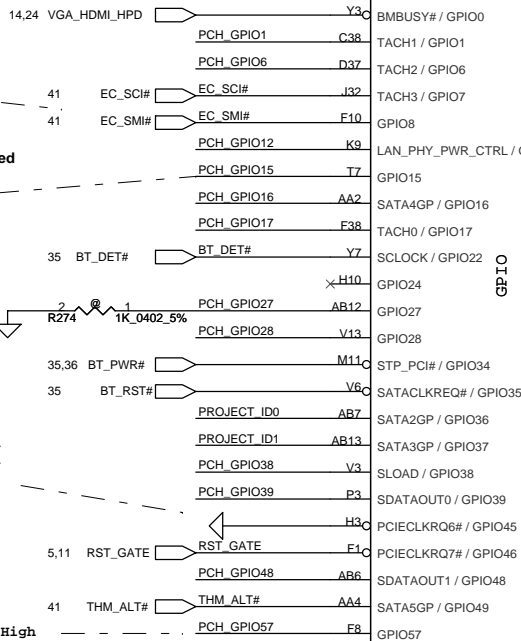 14,24 VGA_HDMI_HPD Y3 BMBUSY# / GPIO0
PCH_GPIO1 C38 TACH1 / GPIO1
PCH_GPIO6 D37 TACH2 / GPIO6
41 EC_SCI# EC_SCI# J32 TACH3 / GPIO7
41 EC_SMI# EC_SMI# F10 GPIO8
PCH_GPIO12 K9 LAN_PHY_PWR_CTRL /
ed
PCH_GPIO15 T7 GPIO15
PCH_GPIO16 AA2 SATA4GP / GPIO16
PCH_GPIO17 F38 TACH0 / GPIO17
35 BT_DET# BT_DET# Y7 SCLOCK / GPIO22
H10 GPIO24
GPIO
2 @ 1 PCH_GPIO27 AB12 GPIO27
R274 1K_0402_5%
PCH_GPIO28 V13 GPIO28
35,36 BT_PWR# M11 STP_PCI# / GPIO34
35 BT_RST# V6 SATACLKREQ# / GPIO35
PROJECT_ID0 AB7 SATA2GP / GPIO36
PROJECT_ID1 AB13 SATA3GP / GPIO37
PCH_GPIO38 V3 SLOAD / GPIO38
PCH_GPIO39 P3 SDATAOUT0 / GPIO39
H3 PCIECLKRQ6# / GPIO45
5,11 RST_GATE RST_GATE F1 PCIECLKRQ7# / GPIO46
PCH_GPIO48 AB6 SDATAOUT1 / GPIO48
41 THM_ALT# THM_ALT# AA4 SATA5GP / GPIO49
High PCH_GPIO57 F8 GPIO57